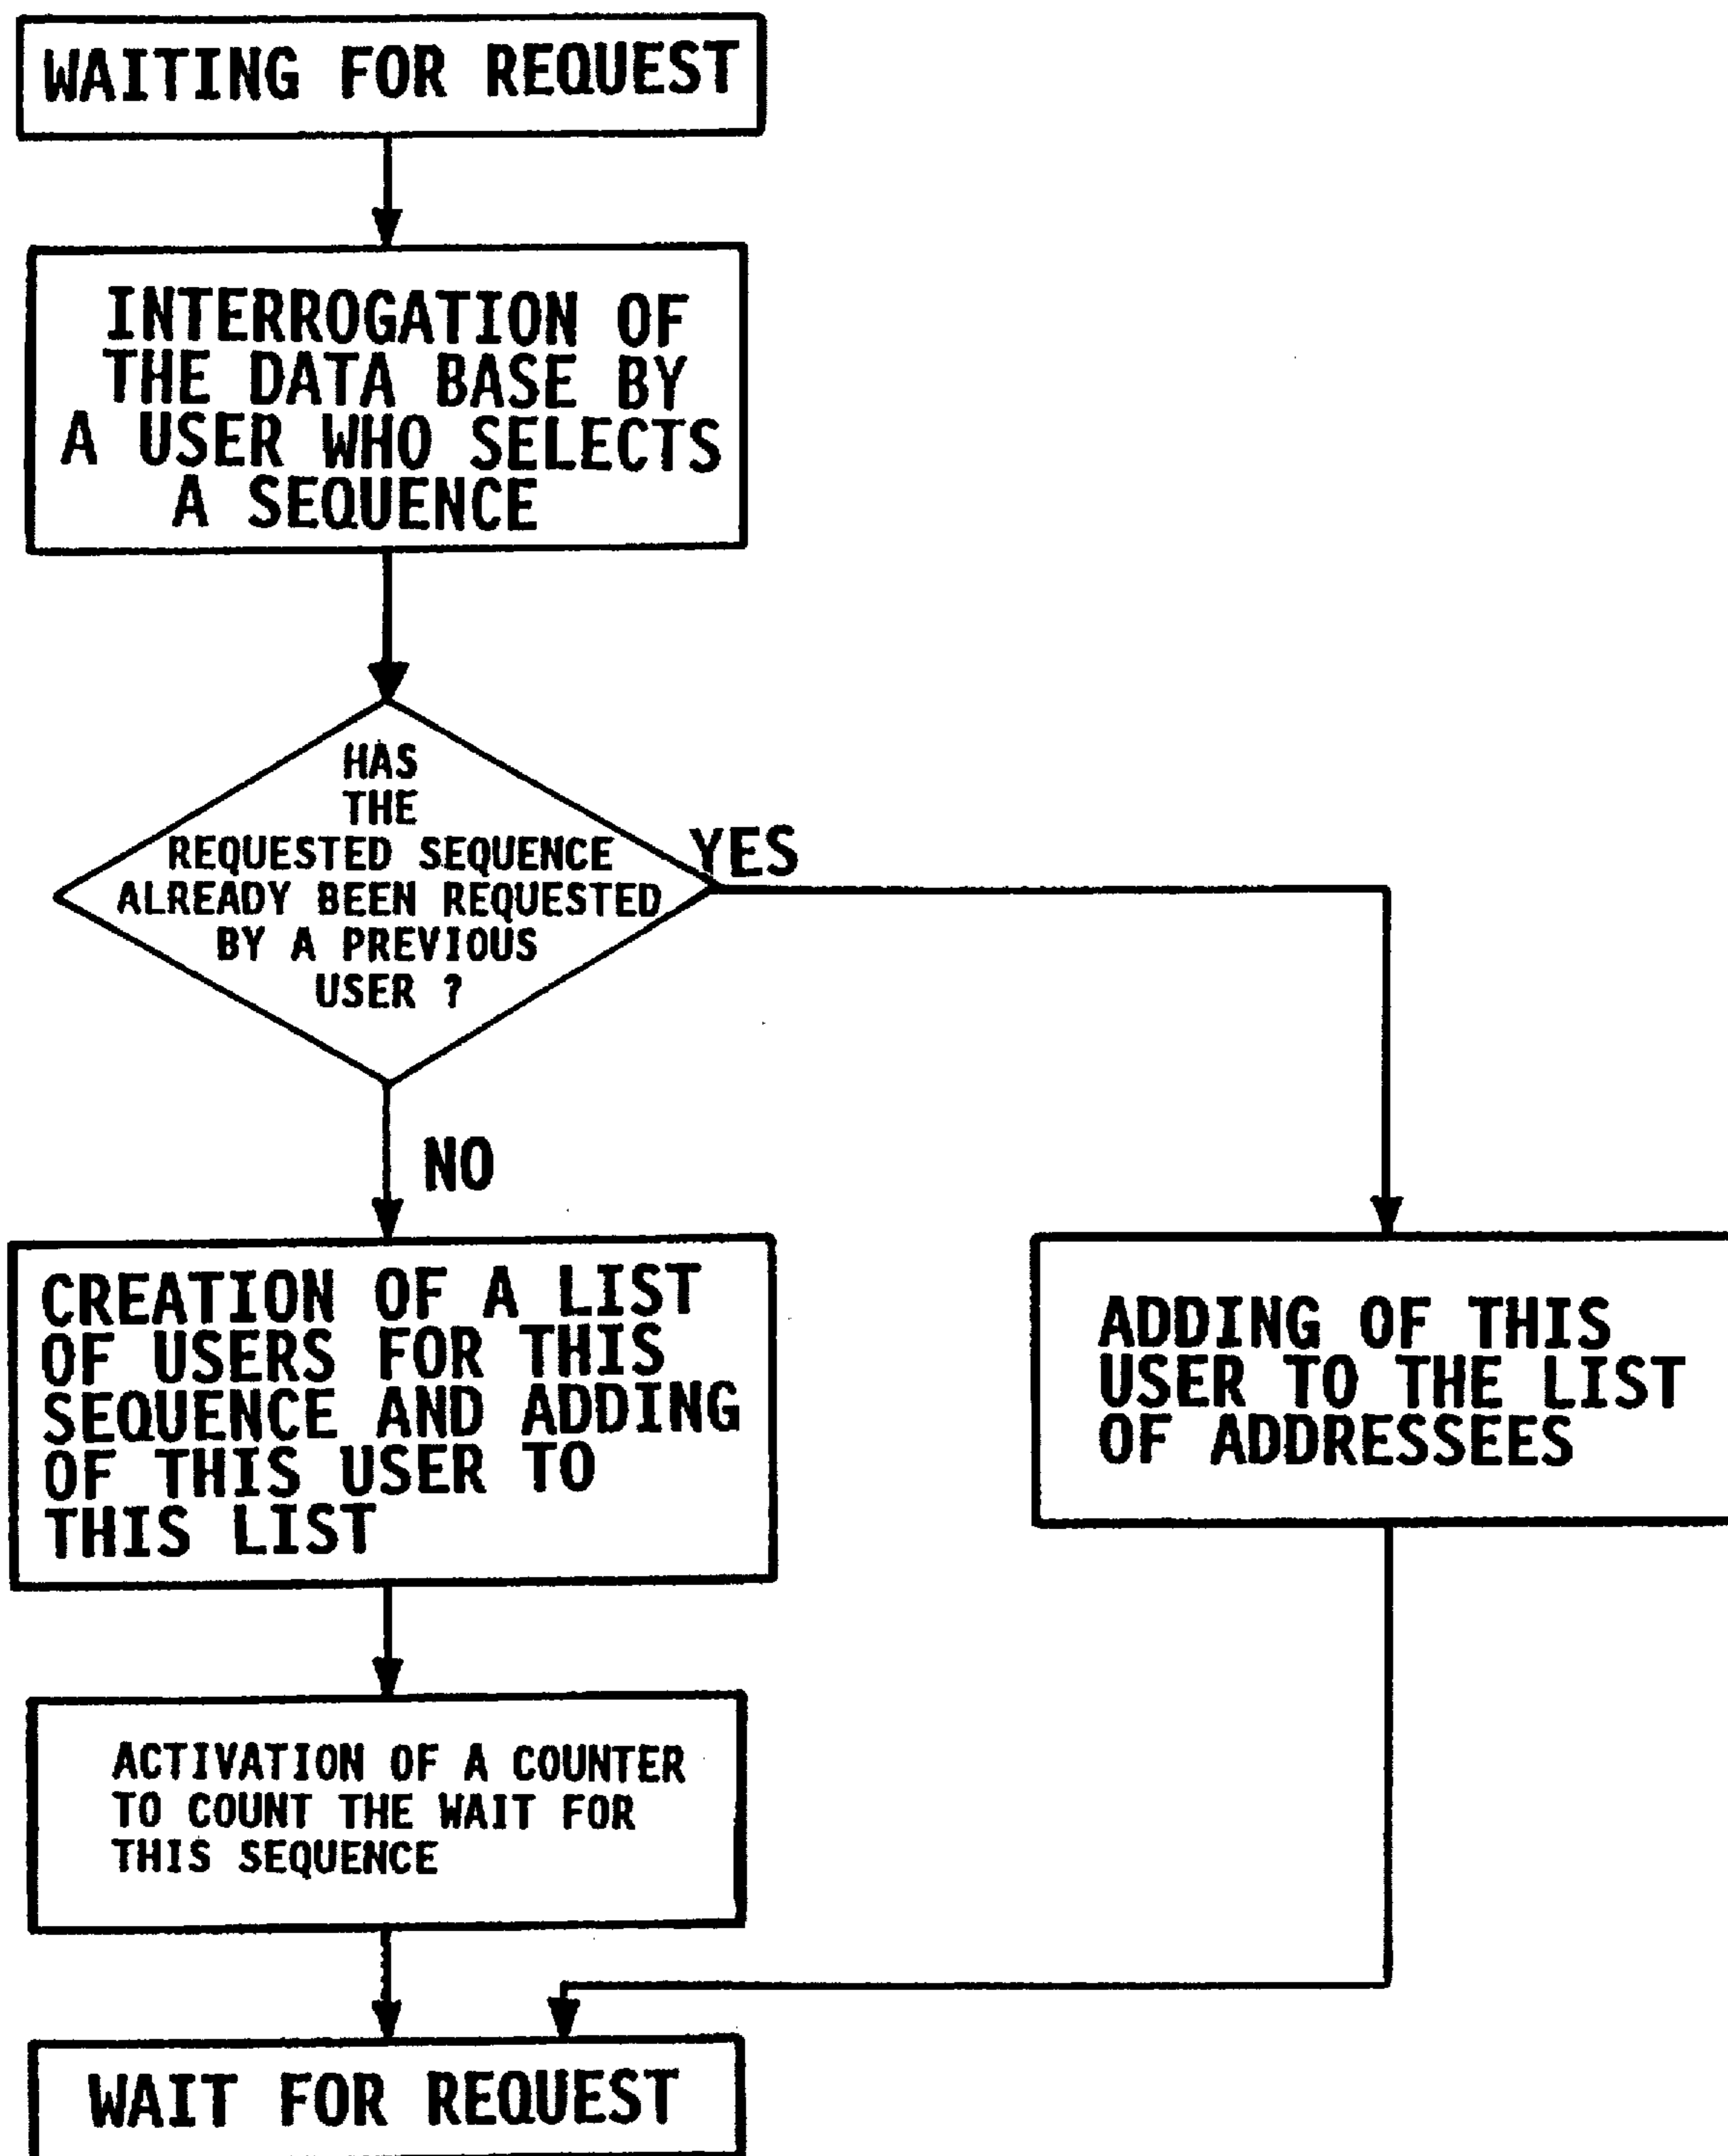 WAITING FOR REQUEST
INTERROGATION OF
THE DATA BASE BY
A USER WHO SELECTS
A SEQUENCE
HAS
THE
REQUESTED SEQUENCE
ALREADY BEEN REQUESTED
BY A PREVIOUS
USER ?
YES
NO
CREATION OF A LIST
OF USERS FOR THIS
SEQUENCE AND ADDING
OF THIS USER TO
THIS LIST
ADDING OF THIS
USER TO THE LIST
OF ADDRESSEES
ACTIVATION OF A COUNTER
TO COUNT THE WAIT FOR
THIS SEQUENCE
WAIT FOR REQUEST